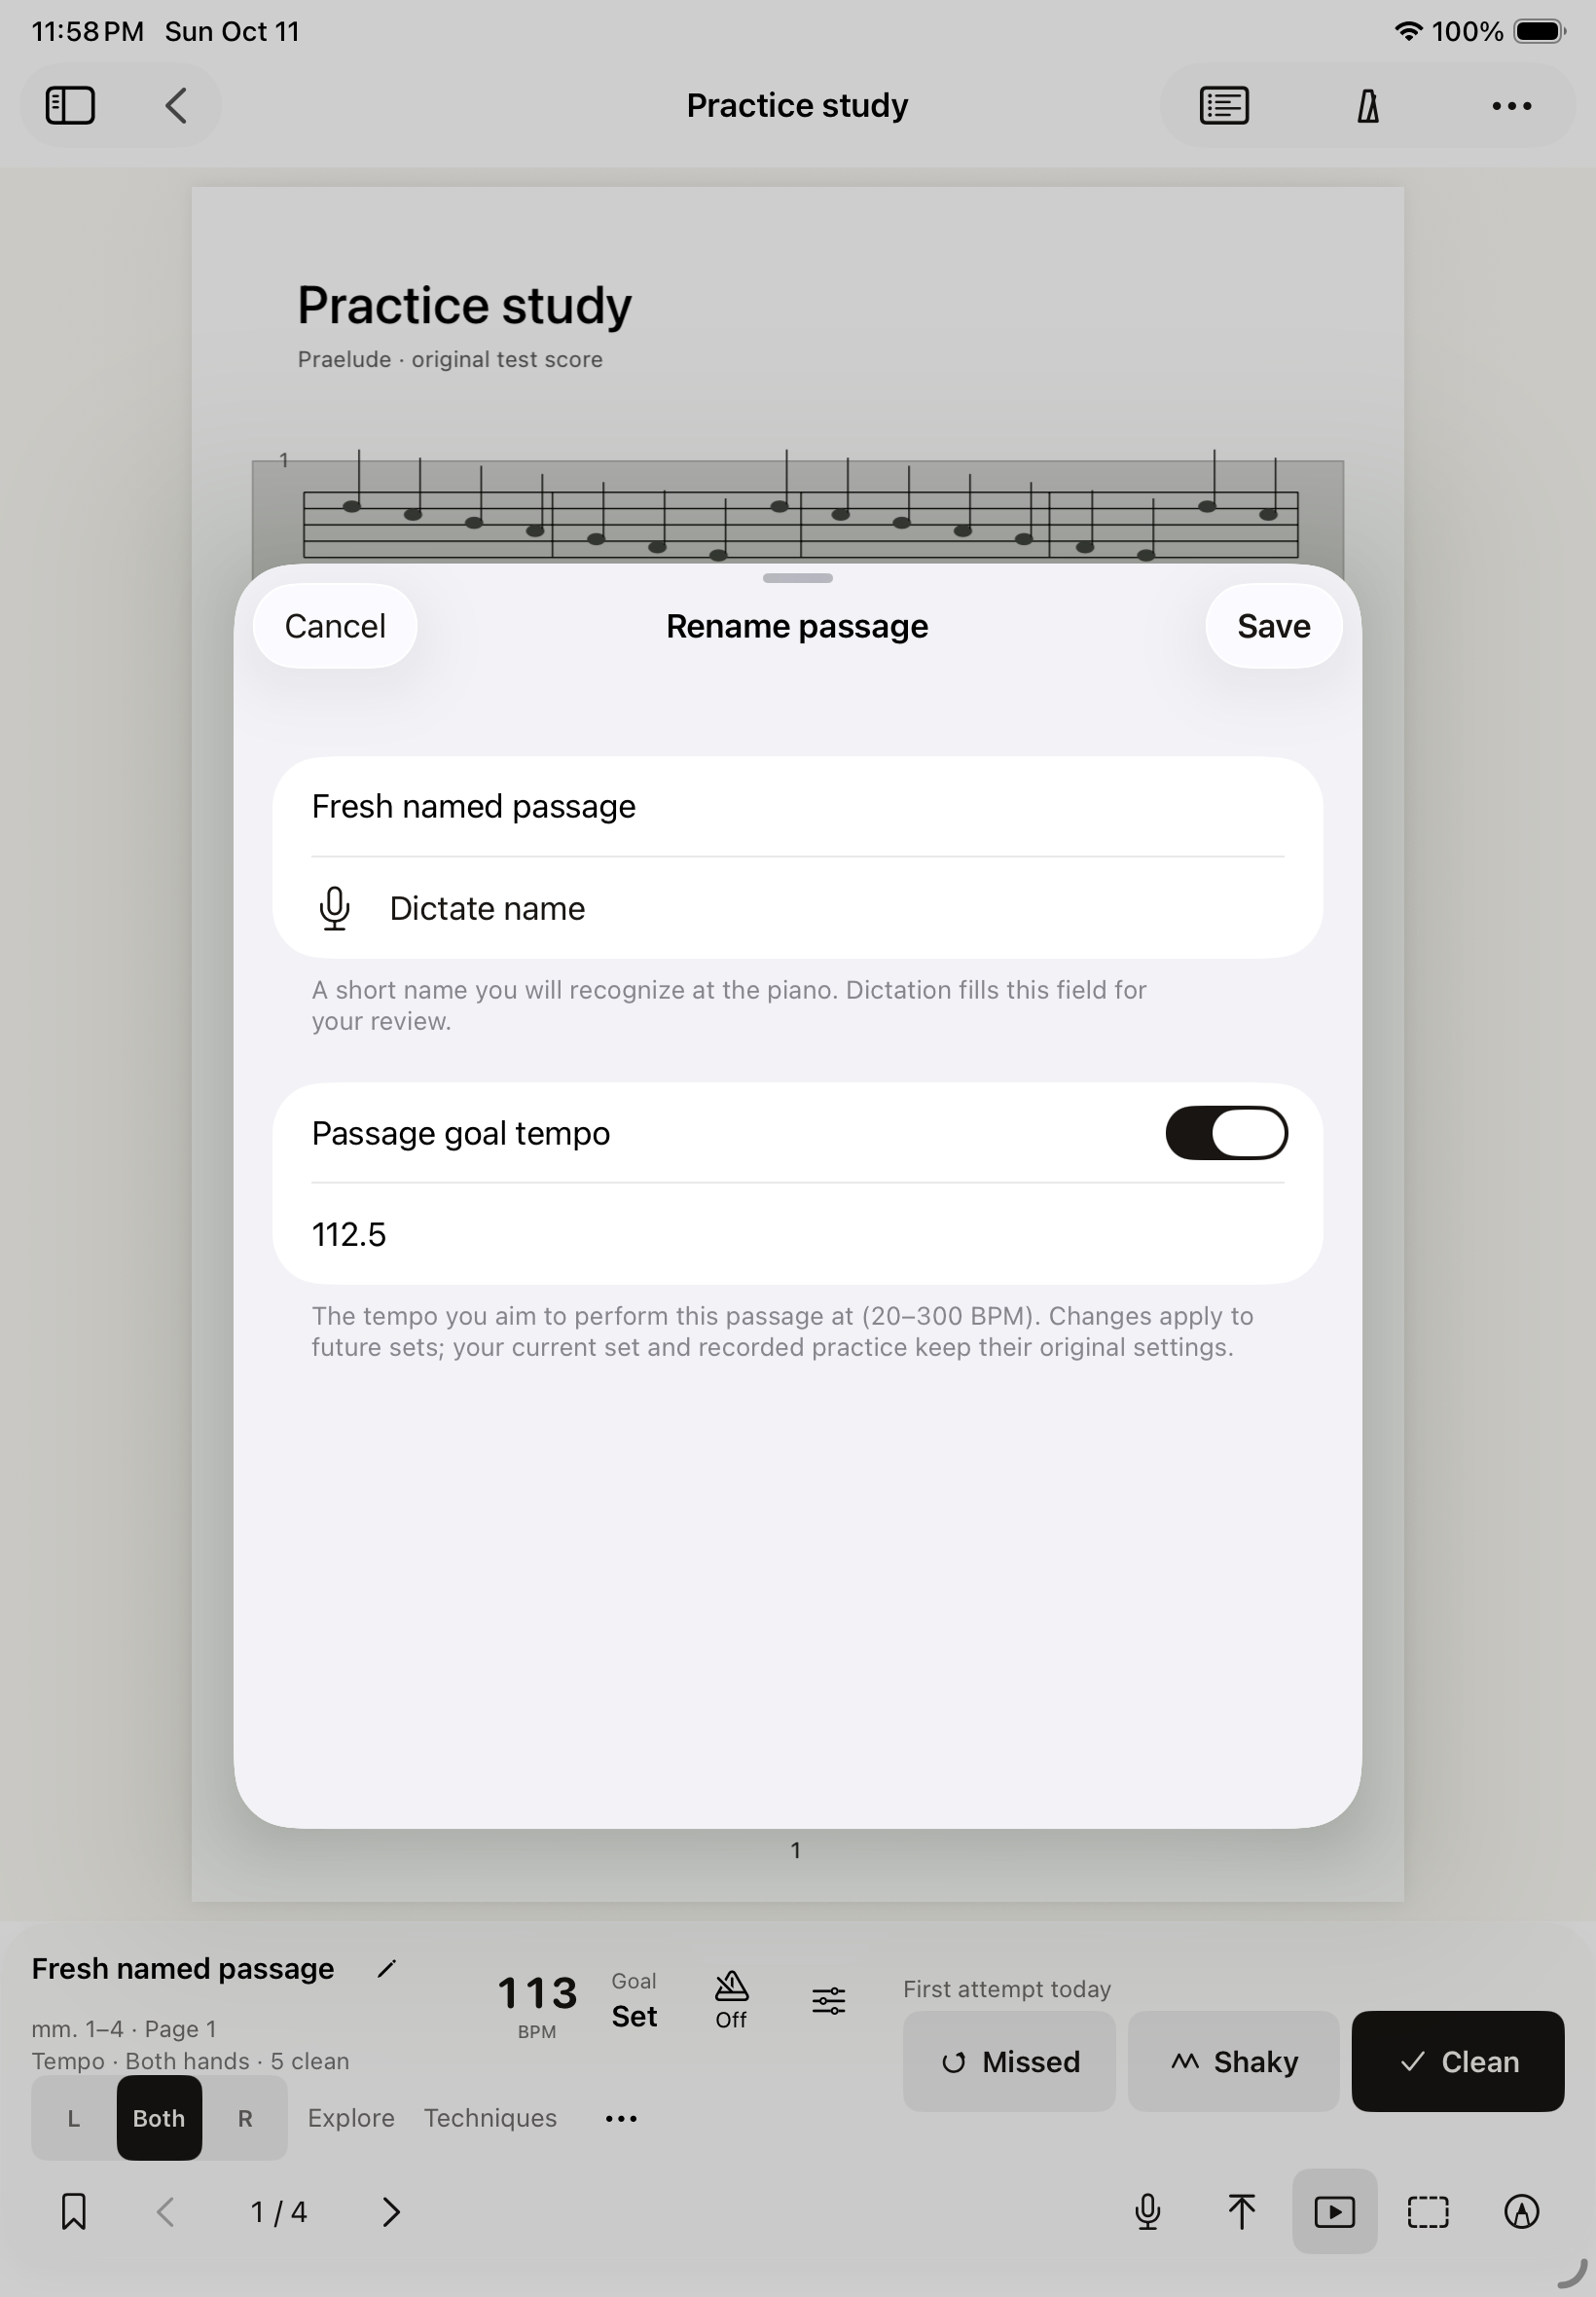 11:58 PM Sun Oct 11
100%
Practice study
Practice study
Praelude · original test score
1
Cancel
Rename passage
Save
Fresh named passage
Dictate name
A short name you will recognize at the piano. Dictation fills this field for
your review.
Passage goal tempo
112.5
The tempo you aim to perform this passage at (20–300 BPM). Changes apply to
future sets; your current set and recorded practice keep their original settings.
1
Fresh named passage
mm. 1–4 · Page 1
Tempo · Both hands · 5 clean
113
BPM
Goal
Set
Off
First attempt today
Missed
Shaky
Clean
L
Both
R
Explore
Techniques
1 / 4